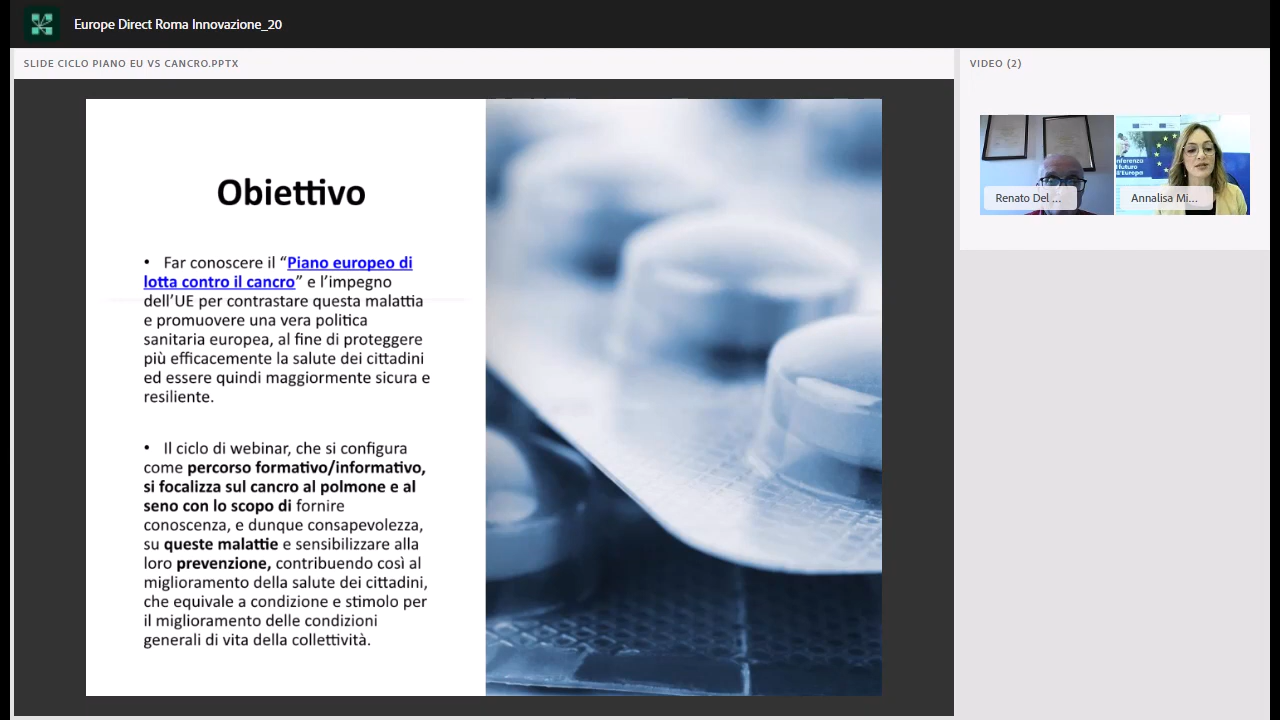 Europe Direct Roma Innovazione_20
SLIDE CICLO PIANO EU VS CANCRO.PPTX
VIDEO (2)
Obiettivo
• Far conoscere il “Piano europeo di
lotta contro il cancro” e l’impegno
dell’UE per contrastare questa malattia
e promuovere una vera politica
sanitaria europea, al fine di proteggere
più efficacemente la salute dei cittadini
ed essere quindi maggiormente sicura e
resiliente.
• Il ciclo di webinar, che si configura
come percorso formativo/informativo,
si focalizza sul cancro al polmone e al
seno con lo scopo di fornire
conoscenza, e dunque consapevolezza,
su queste malattie e sensibilizzare alla
loro prevenzione, contribuendo così al
miglioramento della salute dei cittadini,
che equivale a condizione e stimolo per
il miglioramento delle condizioni
generali di vita della collettività.
Renato Del ...
Annalisa Mi...